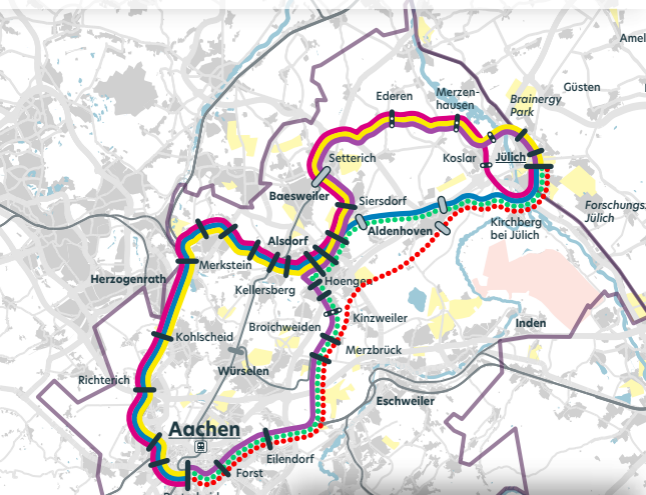 Amel
Güsten
Ederen
Merzen-
hausen
Brainergy
Park
Setterich
Koslar
Jülich
Baesweiler
Siersdorf
Forschungs
Jülich
Aldenhoven
Kirchberg
bei Jülich
Alsdorf
Merkstein
Herzogenrath
Hoengen
Kellersberg
Kinzweiler
Broichweiden
Inden
Kohlscheid
Merzbrück
Würselen
Richterich
Eschweiler
Aachen
Eilendorf
Forst